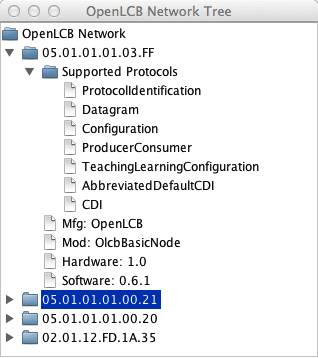 OpenLCB Network Tree
OpenLCB Network
05.01.01.01.03.FF
Supported Protocols
ProtocolIdentification
Datagram
Configuration
ProducerConsumer
TeachingLearningConfiguration
AbbreviatedDefaultCDI
CDI
Mfg: OpenLCB
Mod: OlcbBasicNode
Hardware: 1.0
Software: 0.6.1
05.01.01.01.00.21
05.01.01.01.00.20
02.01.12.FD.1A.35